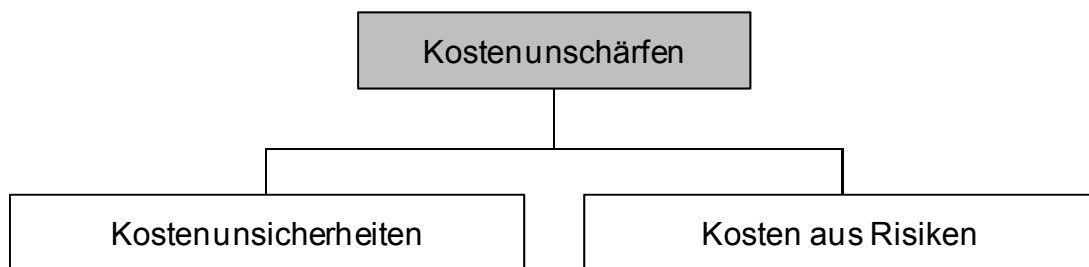 Kostenunschärfen
Kostenunsicherheiten
Kosten aus Risiken